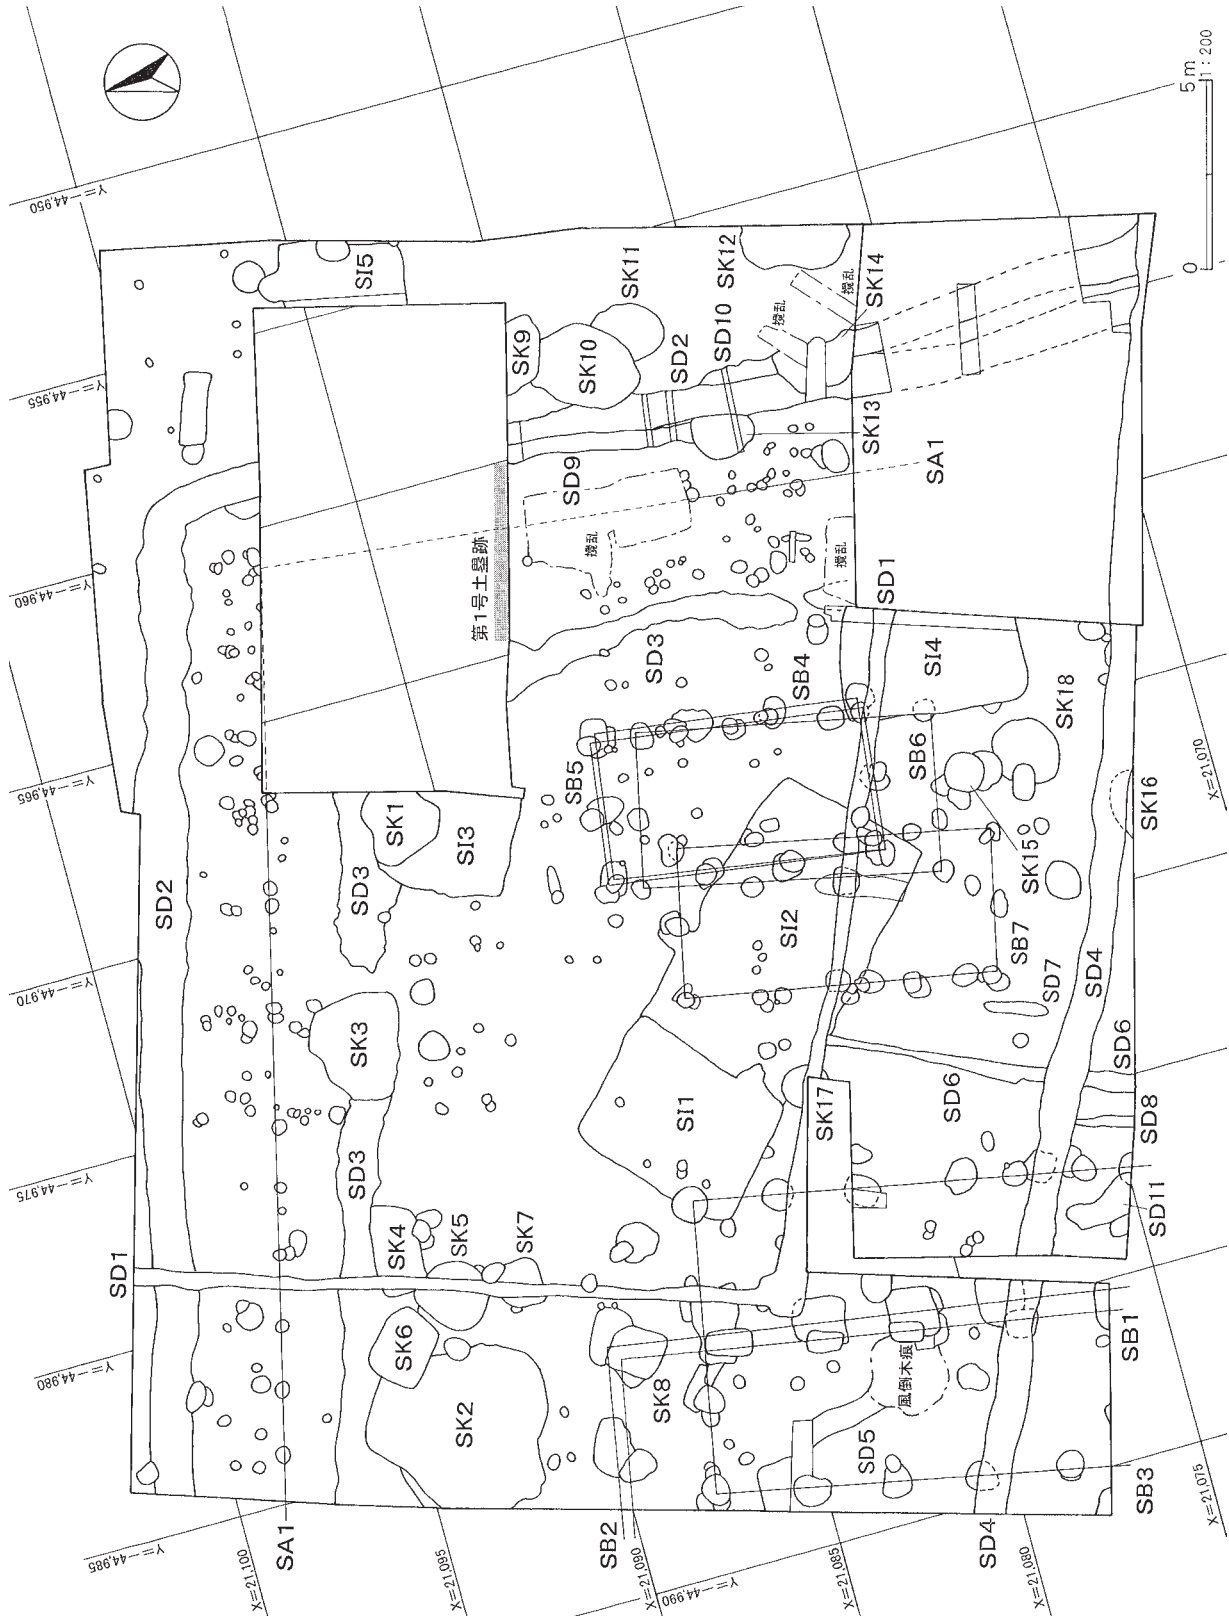 Y=-44,950
Y=-44,955
Y=-44,960
Y=-44,965
Y=-44,970
Y=-44,975
Y=-44,980
Y=-44,985
Y=-44,990
X=21,100
X=21,095
X=21,090
X=21,085
X=21,080
X=21,075
X=21,070
0
5m
1:200
SI5
SK9
SK10
SK11
SK12
SD2
SD10
SK14
撹乱
撹乱
SK13
SA1
SD9
撹乱
第1号土塁跡
撹乱
SD1
SD3
SB4
SI4
SB5
SB6
SK18
SK15
SK16
SB7
SD7
SD4
SD6
SD2
SK1
SI3
SD3
SK3
SI2
SI1
SK17
SD6
SD8
SD11
SD1
SD3
SK4
SK5
SK7
SK6
SK2
SK8
風倒木痕
SD5
SB1
SA1
SB2
SD4
SB3